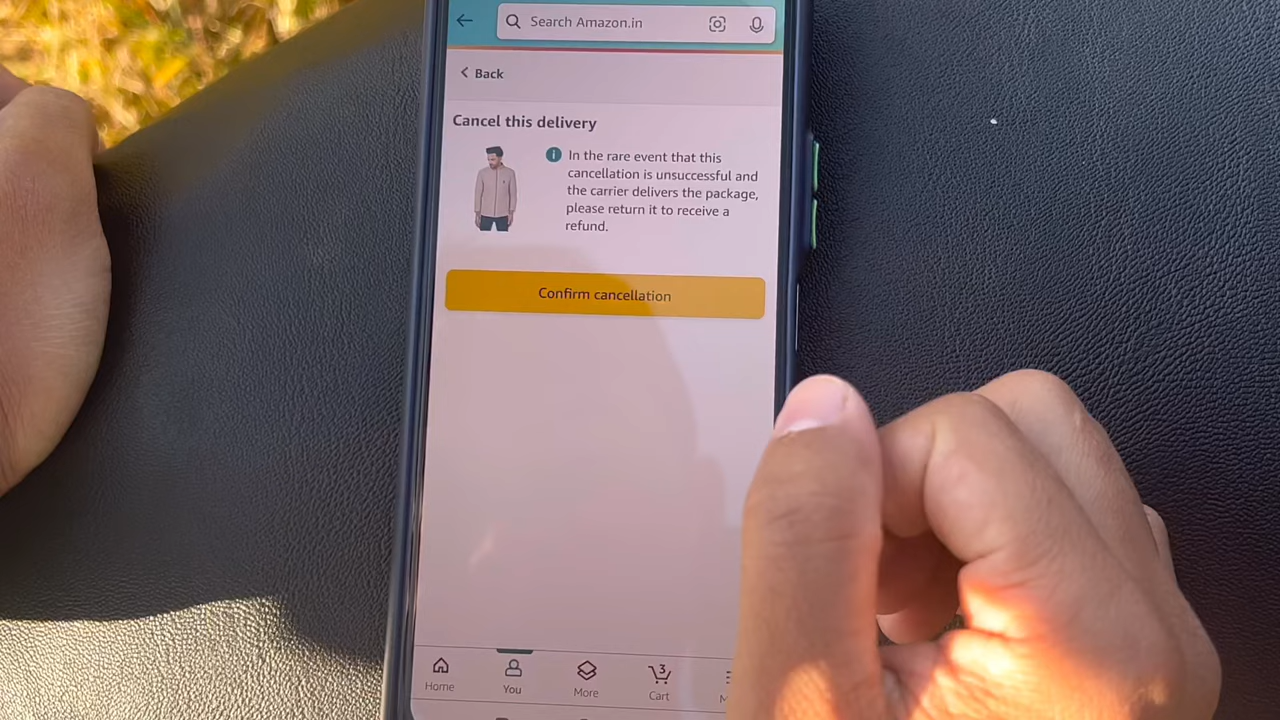 Search Amazon.in
Back
Cancel this delivery
In the rare event that this
cancellation is unsuccessful and
the carrier delivers the package,
please return it to receive a
refund.
Confirm cancellation
3
Home
You
More
Cart